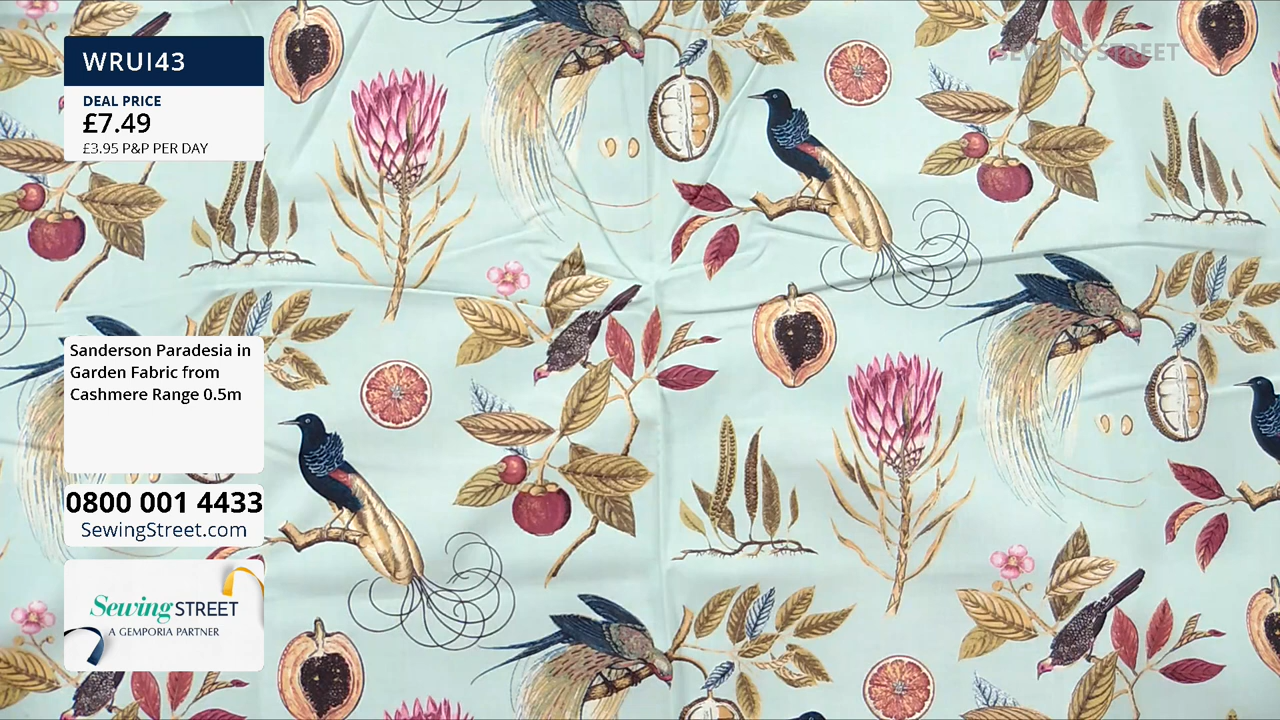 WRUI43
DEAL PRICE
£7.49
£3.95 P&P PER DAY
SEWING STREET
Sanderson Paradesia in
Garden Fabric from
Cashmere Range 0.5m
0800 001 4433
SewingStreet.com
Sewing STREET
A GEMPORIA PARTNER